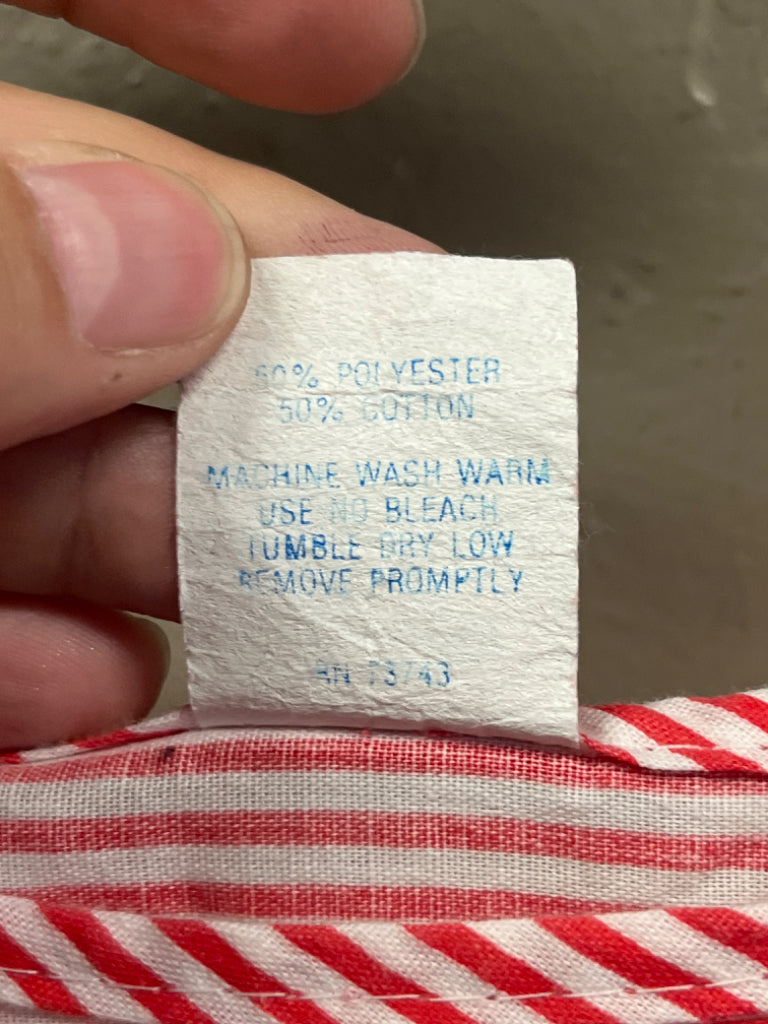 50% POLYESTER
50% COTTON
MACHINE WASH WARM
USE NO BLEACH
TUMBLE DRY LOW
REMOVE PROMPTLY
RN 73743